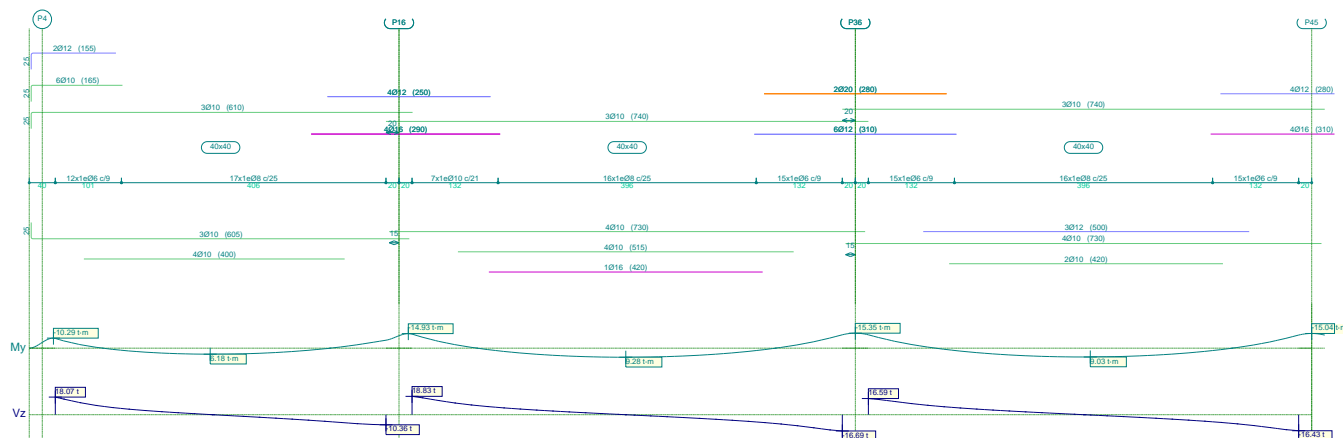 P4 P16 P36 P45
2Ø12 (155)
25
6Ø10 (165) 4Ø12 (250) 2Ø20 (280) 4Ø12 (280)
25
3Ø10 (610) 3Ø10 (740) 20 3Ø10 (740)
25 20
4Ø16 (290) 6Ø12 (310) 4Ø16 (310)
40x40 40x40 40x40
12x1eØ6 c/9 17x1eØ8 c/25 7x1eØ10 c/21 16x1eØ8 c/25 15x1eØ6 c/9 15x1eØ6 c/9 16x1eØ8 c/25 15x1eØ6 c/9
40 101 406 20 20 132 396 132 20 20 132 396 132 20
25 3Ø10 (605) 15 4Ø10 (730) 3Ø12 (500)
4Ø10 (730)
4Ø10 (400) 4Ø10 (515) 15 2Ø10 (420)
1Ø16 (420)
-10.29 t·m -14.93 t·m -15.35 t·m -15.04 t·m
My
9.28 t·m 9.03 t·m
18.07 t 18.83 t 16.59 t
Vz
-10.36 t -16.69 t -16.43 t